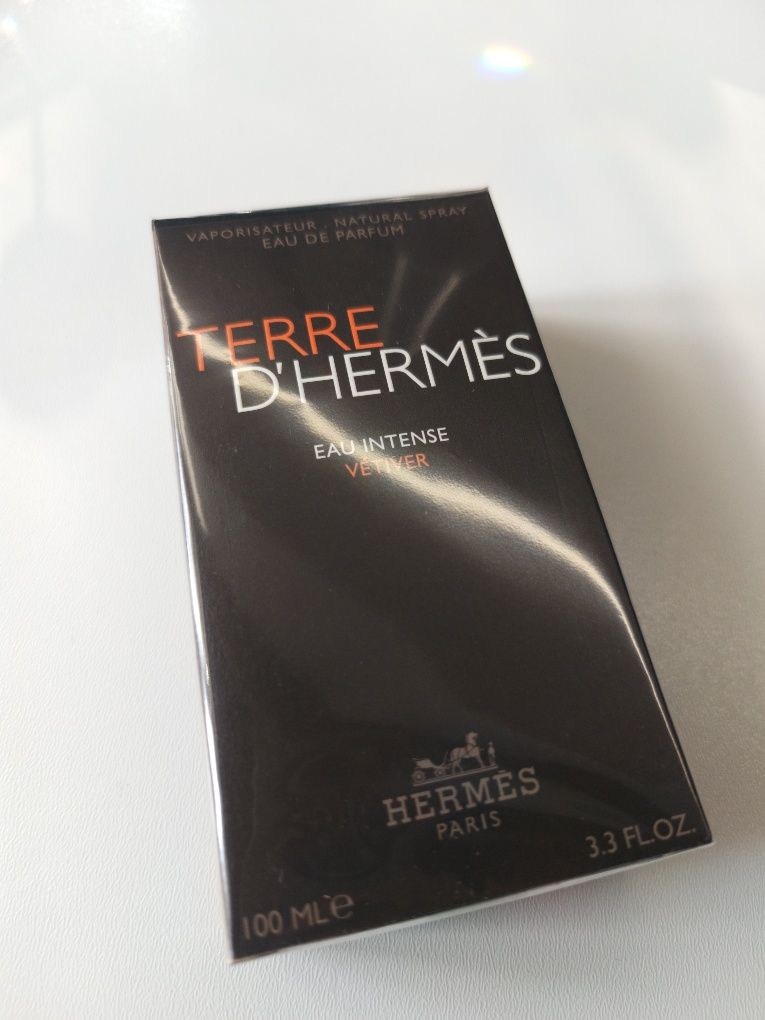 VAPORISATEUR . NATURAL SPRAY
EAU DE PARFUM
TERRE
D'HERMÈS
EAU INTENSE
VÉTIVER
HERMÈS
PARIS
100 ML e
3.3 FL.OZ.